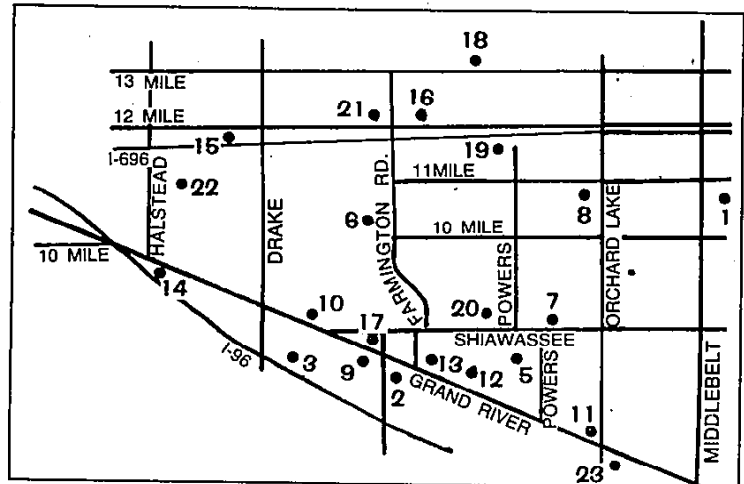 18
13 MILE
12 MILE
21
16
15
I-696
19
11 MILE
22
HALSTEAD
DRAKE
FARMINGTON RD.
6
8
1
10 MILE
10 MILE
ORCHARD LAKE
POWERS
14
10
17
20
7
SHIAWASSEE
I-96
3
9
2
13
12
5
GRAND RIVER
POWERS
11
23
MIDDLEBELT